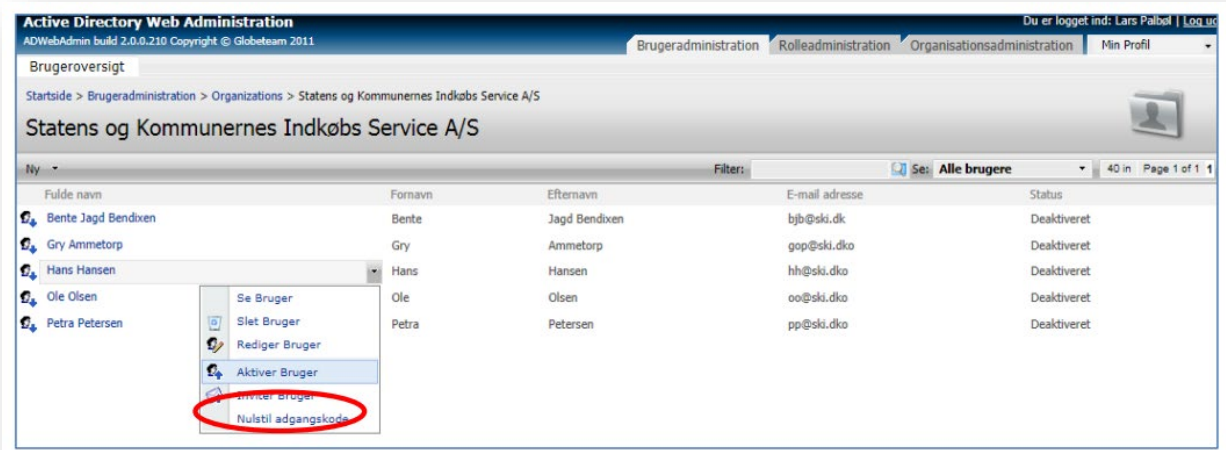 Active Directory Web Administration
Du er logget ind: Lars Palbøl | Log ud
ADWebAdmin build 2.0.0.210 Copyright © Globeteam 2011
Brugeradministration Rolleadministration Organisationsadministration Min Profil
Brugeroversigt
Startside > Brugeradministration > Organizations > Statens og Kommunernes Indkøbs Service A/S
Statens og Kommunernes Indkøbs Service A/S
Ny Filter: Se: Alle brugere 40 in Page 1 of 1 1
Fulde navn Fornavn Efternavn E-mail adresse Status
Bente Jagd Bendixen Bente Jagd Bendixen bjb@ski.dk Deaktiveret
Gry Ammetorp Gry Ammetorp gop@ski.dko Deaktiveret
Hans Hansen Hans Hansen hh@ski.dko Deaktiveret
Ole Olsen Ole Olsen oo@ski.dko Deaktiveret
Petra Petersen Petra Petersen pp@ski.dko Deaktiveret
Se Bruger
Slet Bruger
Rediger Bruger
Aktiver Bruger
Inviter Bruger
Nulstil adgangskode